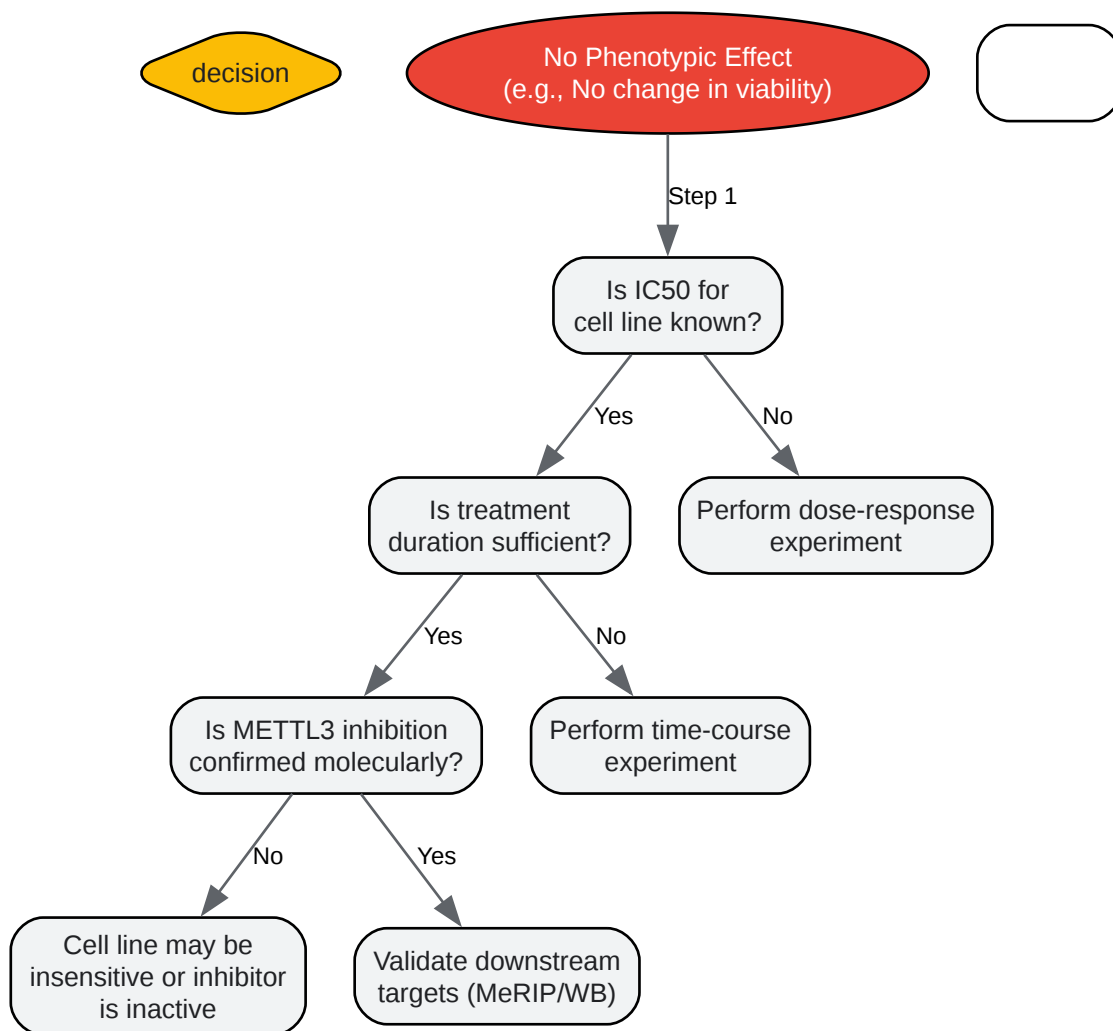 decision
No Phenotypic Effect
(e.g., No change in viability)
Step 1
Is IC50 for
cell line known?
Yes
No
Is treatment
duration sufficient?
Perform dose-response
experiment
Yes
No
Is METTL3 inhibition
confirmed molecularly?
Perform time-course
experiment
No
Yes
Cell line may be
insensitive or inhibitor
is inactive
Validate downstream
targets (MeRIP/WB)